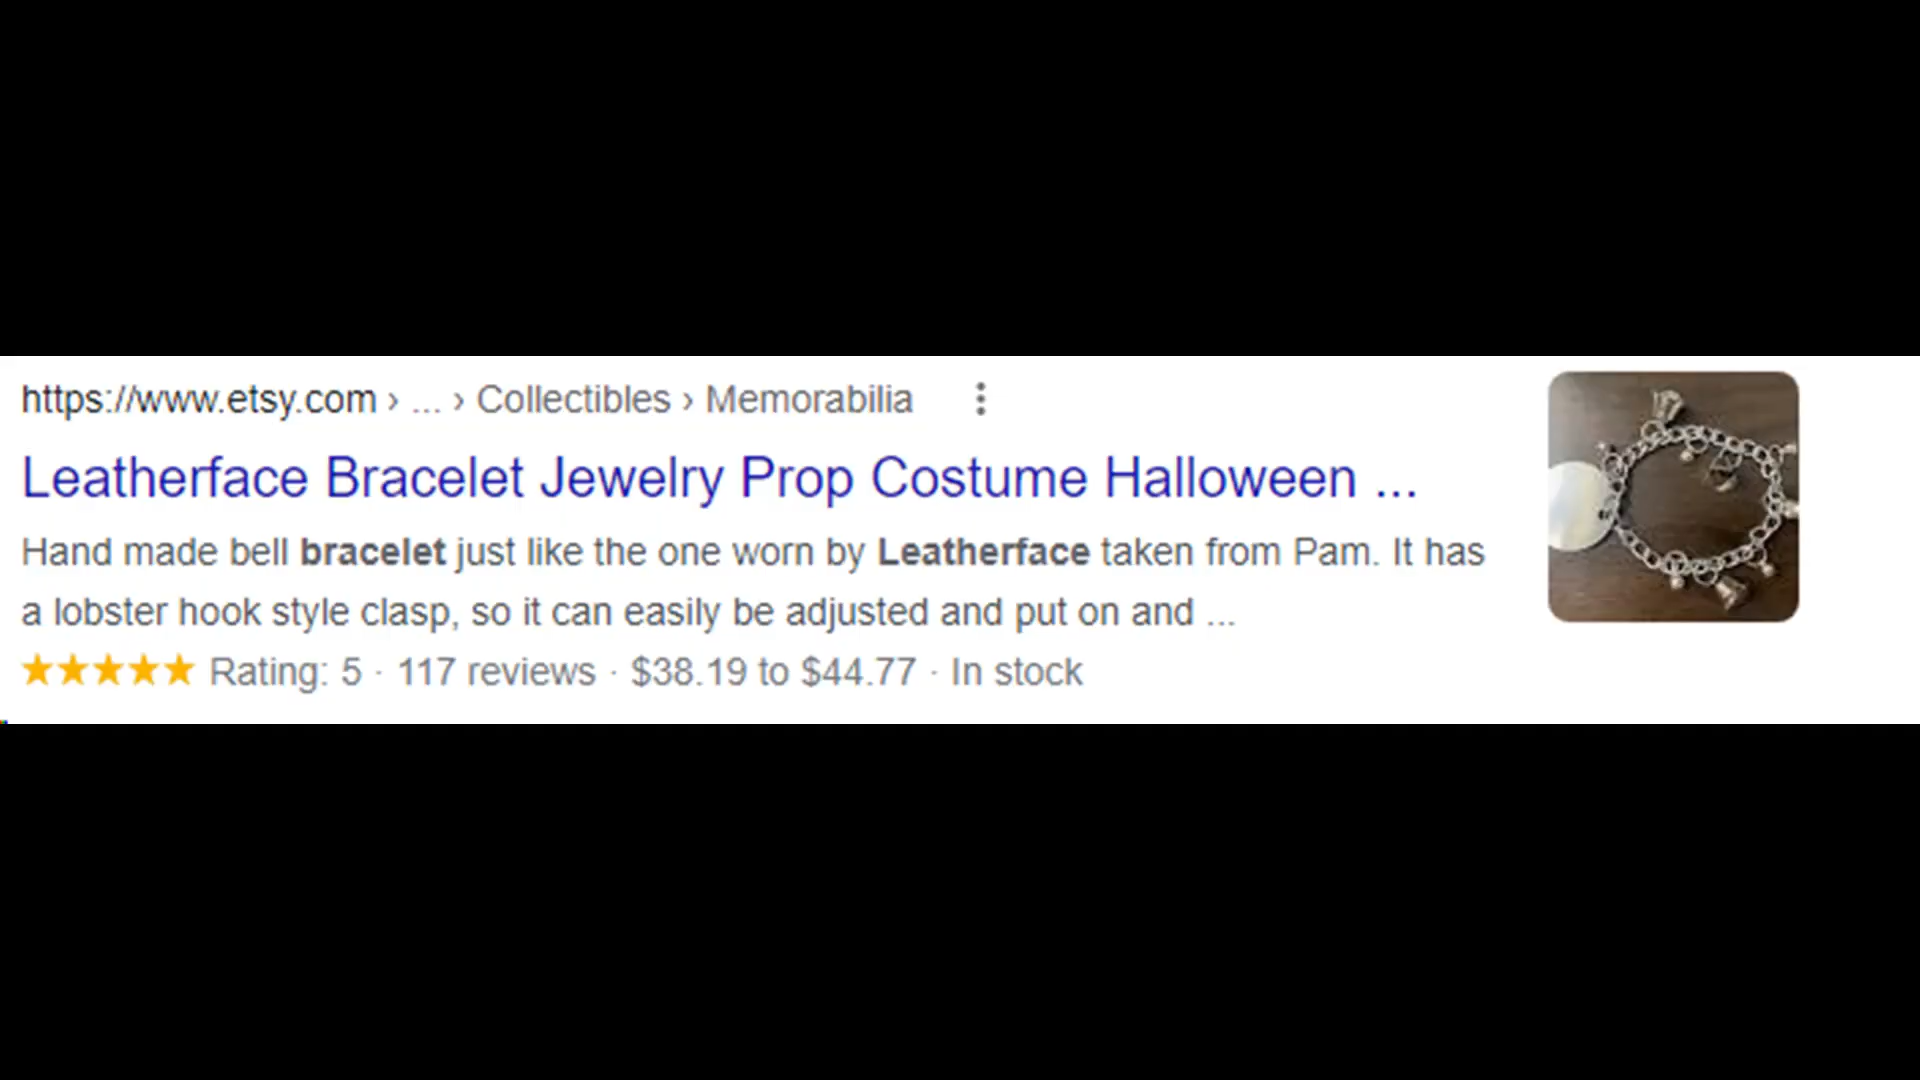 https://www.etsy.com › ... › Collectibles › Memorabilia
Leatherface Bracelet Jewelry Prop Costume Halloween ...
Hand made bell bracelet just like the one worn by Leatherface taken from Pam. It has
a lobster hook style clasp, so it can easily be adjusted and put on and ...
★★★★★ Rating: 5 · 117 reviews · $38.19 to $44.77 · In stock